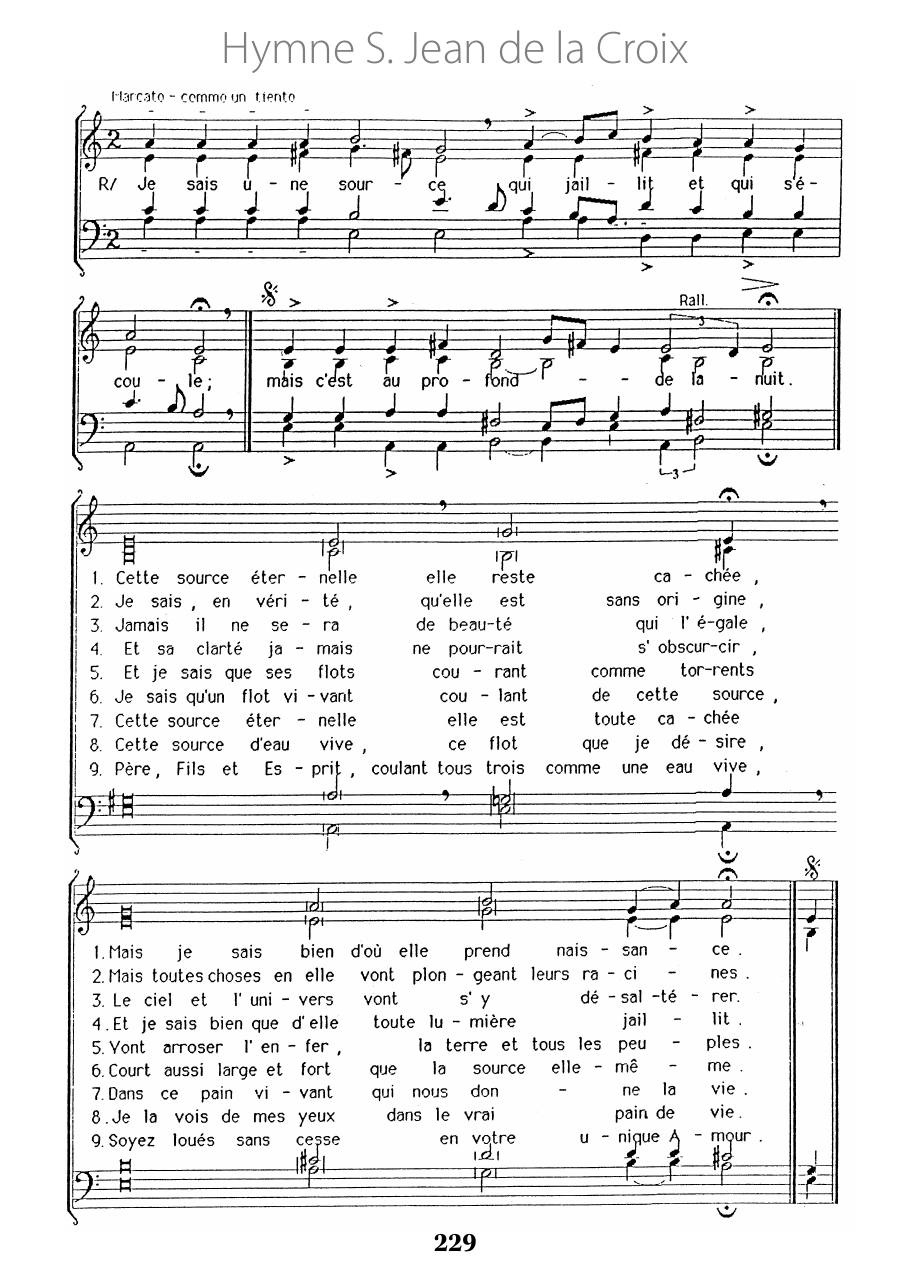 Hymne S. Jean de la Croix
Marcato - commo un tiento
R/ Je sais u - ne sour - ce qui jail - lit et qui s'é-
Rall.
3
cou - le; mais c'est au pro - fond - - de la - nuit.
3
1. Cette source éter - nelle elle reste ca - chée ,
2. Je sais , en véri - té , qu'elle est sans ori - gine ,
3. Jamais il ne se - ra de beau-té qui l' é-gale ,
4. Et sa clarté ja - mais ne pour-rait s' obscur-cir ,
5. Et je sais que ses flots cou - rant comme tor-rents
6. Je sais qu'un flot vi - vant cou - lant de cette source ,
7. Cette source éter - nelle elle est toute ca - chée
8. Cette source d'eau vive , ce flot que je dé - sire ,
9. Père , Fils et Es - prit , coulant tous trois comme une eau vive ,
1. Mais je sais bien d'où elle prend nais - san - ce .
2. Mais toutes choses en elle vont plon - geant leurs ra - ci - nes .
3. Le ciel et l' uni - vers vont s' y dé - sal - té - rer.
4. Et je sais bien que d'elle toute lu - mière jail - lit .
5. Vont arroser l' en - fer , la terre et tous les peu - ples .
6. Court aussi large et fort que la source elle - mê - me .
7. Dans ce pain vi - vant qui nous don - ne la vie .
8. Je la vois de mes yeux dans le vrai pain de vie .
9. Soyez loués sans cesse en votre u - nique A - mour .
229